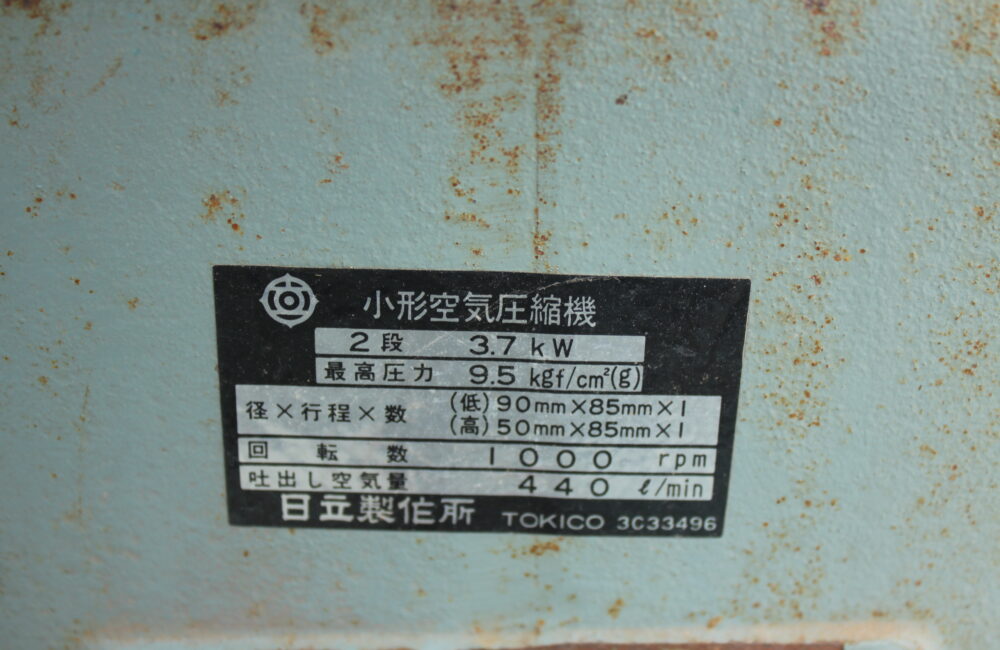 小形空気圧縮機
2段 3.7 kW
最高圧力 9.5 kgf/cm²(g)
径×行程×数 (低)90mm×85mm×1
(高)50mm×85mm×1
回転数 1000 rpm
吐出し空気量 440 ℓ/min
日立製作所 TOKICO 3C33496